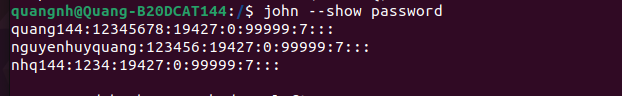 quangnh@Quang-B20DCAT144:/$ john --show password
quang144:12345678:19427:0:99999:7:::
nguyenhuyquang:123456:19427:0:99999:7:::
nhq144:1234:19427:0:99999:7:::